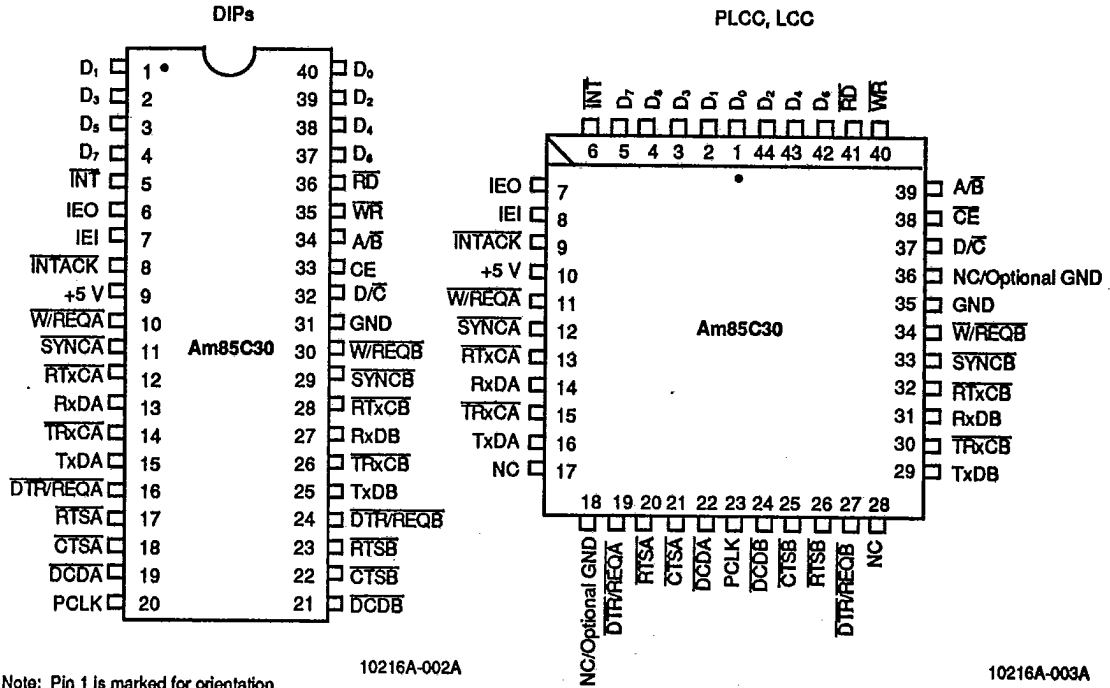 DIPs
D₁ 1 40 D₀
D₃ 2 39 D₂
D₅ 3 38 D₄
D₇ 4 37 D₆
INT 5 36 RD
IEO 6 35 WR
IEI 7 34 A/B
INTACK 8 33 CE
+5 V 9 32 D/C
W/REQA 10 31 GND
SYNCA 11 Am85C30 30 W/REQB
RTxCA 12 29 SYNCB
RxDA 13 28 RTxCB
TRxCA 14 27 RxDB
TxDA 15 26 TRxCB
DTR/REQA 16 25 TxDB
RTSA 17 24 DTR/REQB
CTSA 18 23 RTSB
DCDA 19 22 CTSB
PCLK 20 21 DCDB
10216A-002A
Note: Pin 1 is marked for orientation
PLCC, LCC
INT D₇ D₅ D₃ D₁ D₀ D₂ D₄ D₆ RD WR
6 5 4 3 2 1 44 43 42 41 40
IEO 7 39 A/B
IEI 8 38 CE
INTACK 9 37 D/C
+5 V 10 36 NC/Optional GND
W/REQA 11 35 GND
SYNCA 12 Am85C30 34 W/REQB
RTxCA 13 33 SYNCB
RxDA 14 32 RTxCB
TRxCA 15 31 RxDB
TxDA 16 30 TRxCB
NC 17 29 TxDB
18 19 20 21 22 23 24 25 26 27 28
NC/Optional GND DTR/REQA RTSA CTSA DCDA PCLK DCDB CTSB RTSB DTR/REQB NC
10216A-003A